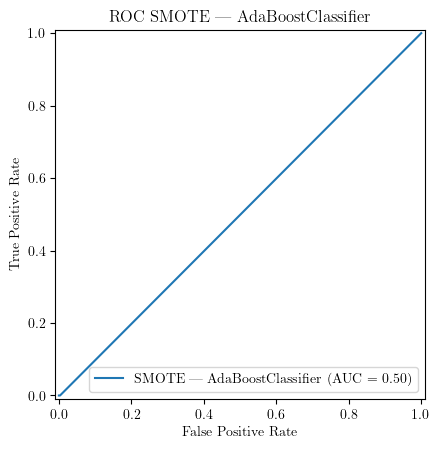 ROC SMOTE — AdaBoostClassifier
1.0
0.8
0.6
0.4
0.2
0.0
True Positive Rate
SMOTE — AdaBoostClassifier (AUC = 0.50)
0.0 0.2 0.4 0.6 0.8 1.0
False Positive Rate